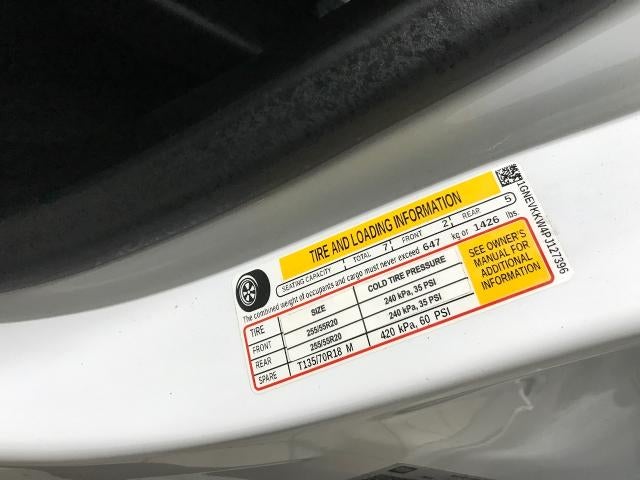 TIRE AND LOADING INFORMATION
SEATING CAPACITY TOTAL 7 FRONT 2 REAR 5
The combined weight of occupants and cargo must never exceed 647 kg or 1426 lbs.
TIRE SIZE COLD TIRE PRESSURE
FRONT 255/55R20 240 kPa, 35 PSI
REAR 255/55R20 240 kPa, 35 PSI
SPARE T135/70R18 M 420 kPa, 60 PSI
SEE OWNER'S
MANUAL FOR
ADDITIONAL
INFORMATION
1GNEVKKW4PJ127396